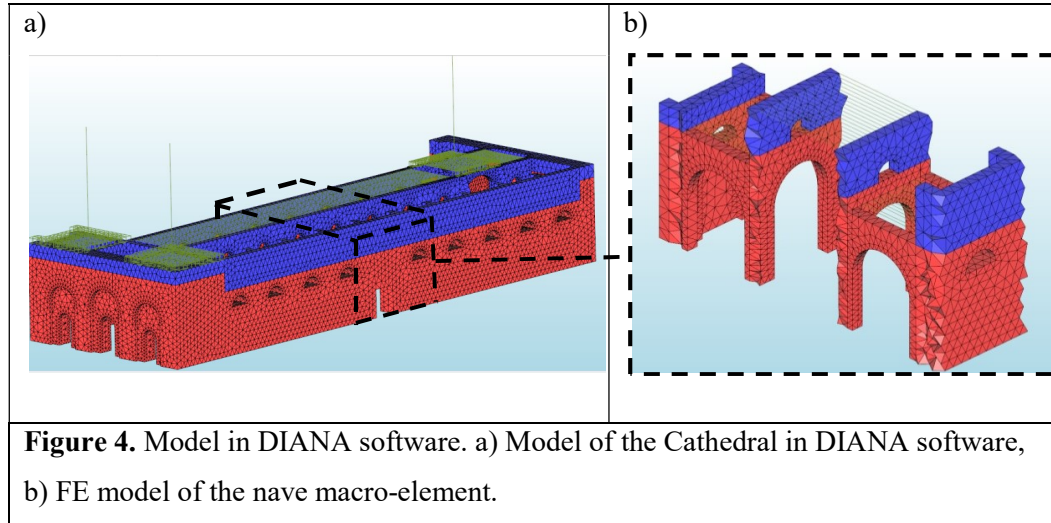 a)
b)
Figure 4. Model in DIANA software. a) Model of the Cathedral in DIANA software,
b) FE model of the nave macro-element.